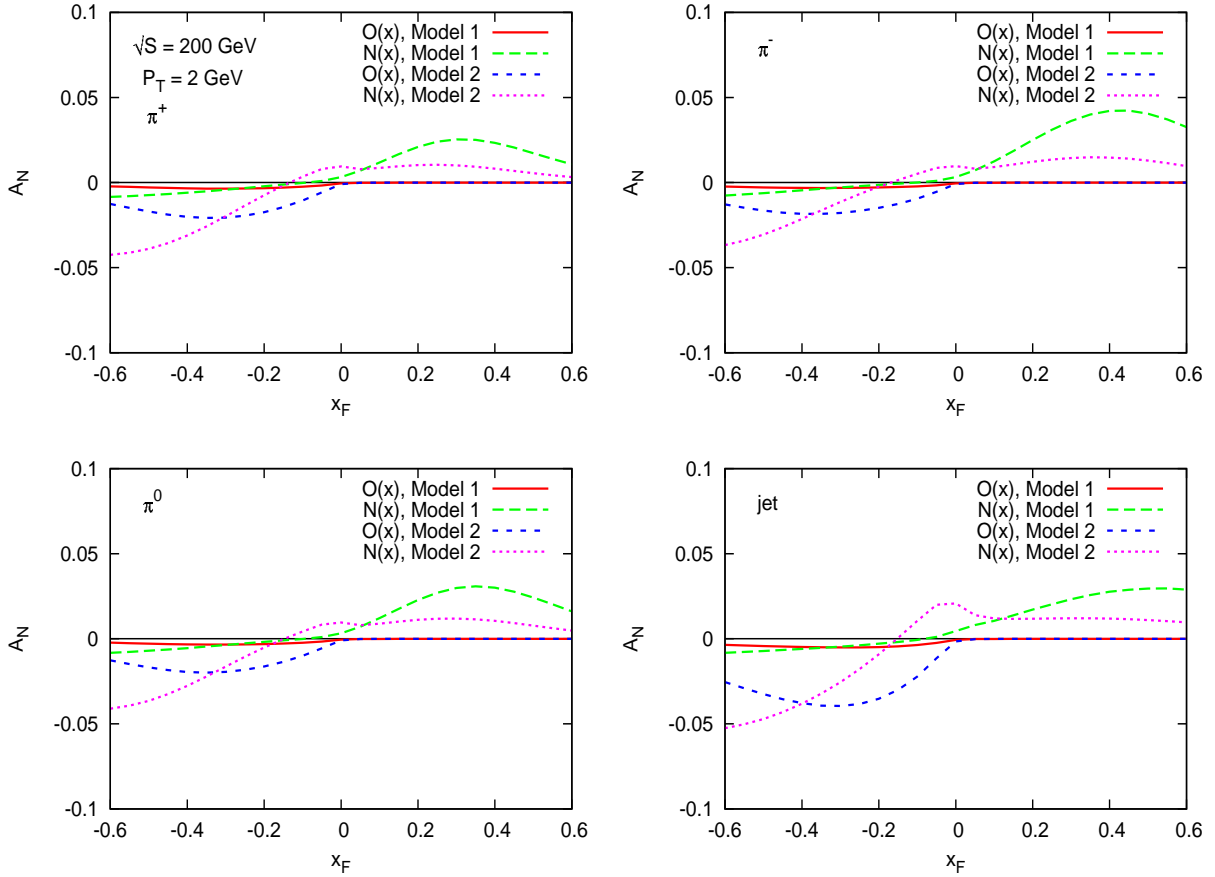 0.1
0.05
0
-0.05
-0.1
A_N
√S = 200 GeV
P_T = 2 GeV
π⁺
O(x), Model 1
N(x), Model 1
O(x), Model 2
N(x), Model 2
-0.6 -0.4 -0.2 0 0.2 0.4 0.6
x_F
0.1
0.05
0
-0.05
-0.1
A_N
π⁻
O(x), Model 1
N(x), Model 1
O(x), Model 2
N(x), Model 2
-0.6 -0.4 -0.2 0 0.2 0.4 0.6
x_F
0.1
0.05
0
-0.05
-0.1
A_N
π⁰
O(x), Model 1
N(x), Model 1
O(x), Model 2
N(x), Model 2
-0.6 -0.4 -0.2 0 0.2 0.4 0.6
x_F
0.1
0.05
0
-0.05
-0.1
A_N
jet
O(x), Model 1
N(x), Model 1
O(x), Model 2
N(x), Model 2
-0.6 -0.4 -0.2 0 0.2 0.4 0.6
x_F